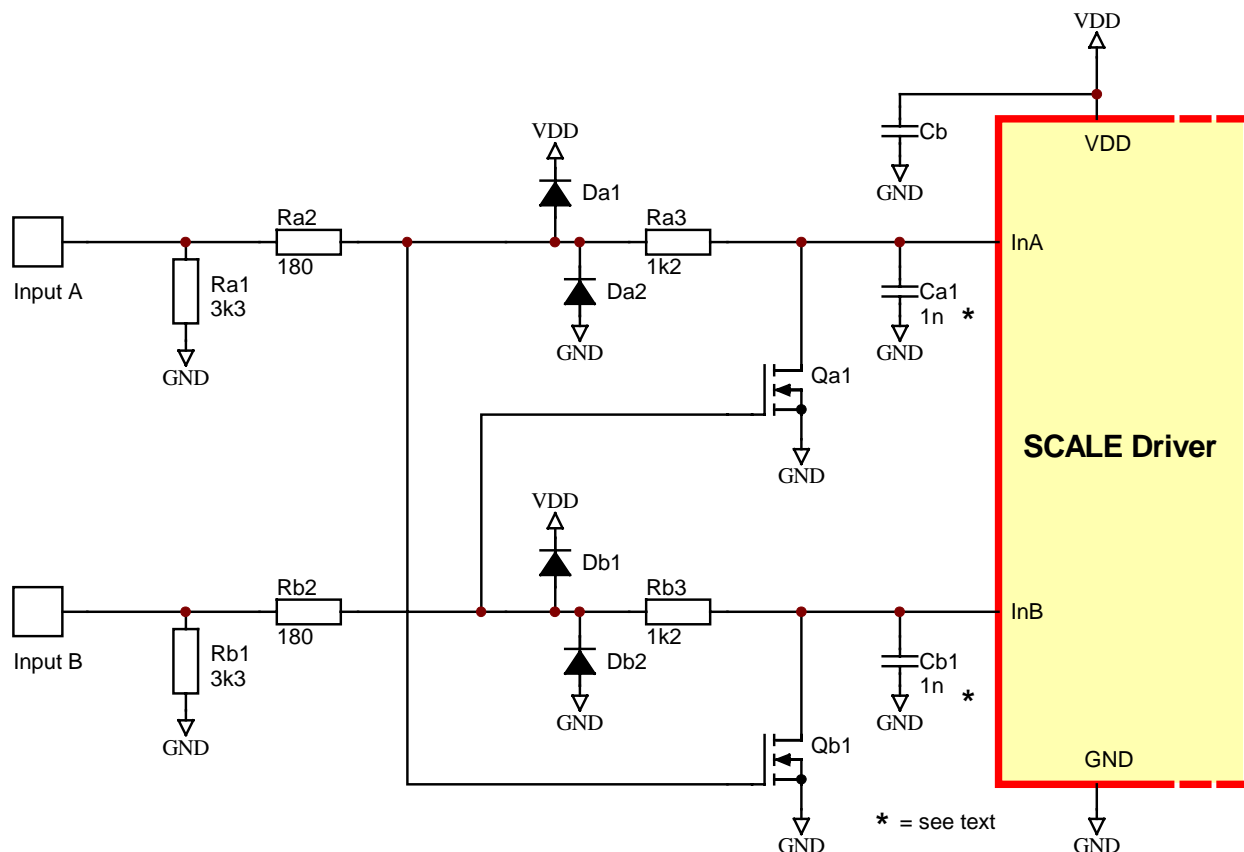 VDD
Cb
VDD
GND
VDD
Da1
Ra2
Ra3
InA
180
1k2
Input A
Ra1
3k3
Da2
Ca1
1n *
GND
GND
GND
Qa1
GND
SCALE Driver
VDD
Db1
Rb2
Rb3
InB
180
1k2
Input B
Rb1
3k3
Db2
Cb1
1n *
GND
GND
GND
Qb1
GND
GND
* = see text
GND